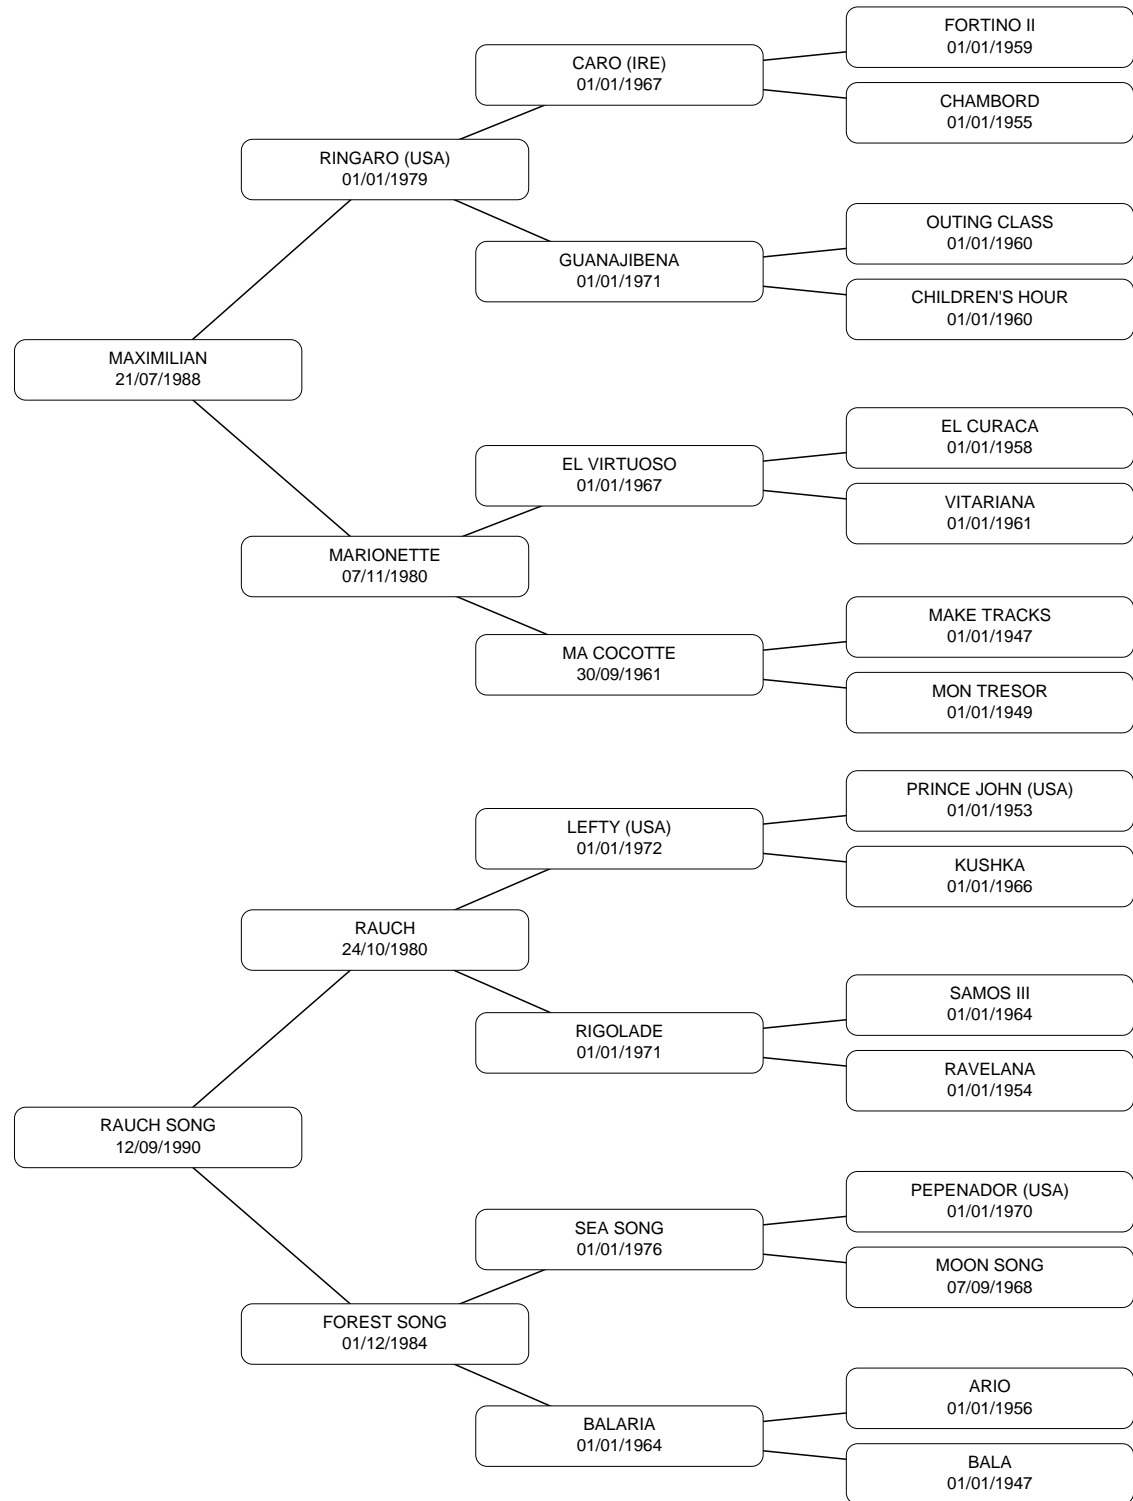 FORTINO II
01/01/1959
CARO (IRE)
01/01/1967
CHAMBORD
01/01/1955
RINGARO (USA)
01/01/1979
OUTING CLASS
01/01/1960
GUANAJIBENA
01/01/1971
CHILDREN'S HOUR
01/01/1960
MAXIMILIAN
21/07/1988
EL CURACA
01/01/1958
EL VIRTUOSO
01/01/1967
VITARIANA
01/01/1961
MARIONETTE
07/11/1980
MAKE TRACKS
01/01/1947
MA COCOTTE
30/09/1961
MON TRESOR
01/01/1949
PRINCE JOHN (USA)
01/01/1953
LEFTY (USA)
01/01/1972
KUSHKA
01/01/1966
RAUCH
24/10/1980
SAMOS III
01/01/1964
RIGOLADE
01/01/1971
RAVELANA
01/01/1954
RAUCH SONG
12/09/1990
PEPENADOR (USA)
01/01/1970
SEA SONG
01/01/1976
MOON SONG
07/09/1968
FOREST SONG
01/12/1984
ARIO
01/01/1956
BALARIA
01/01/1964
BALA
01/01/1947